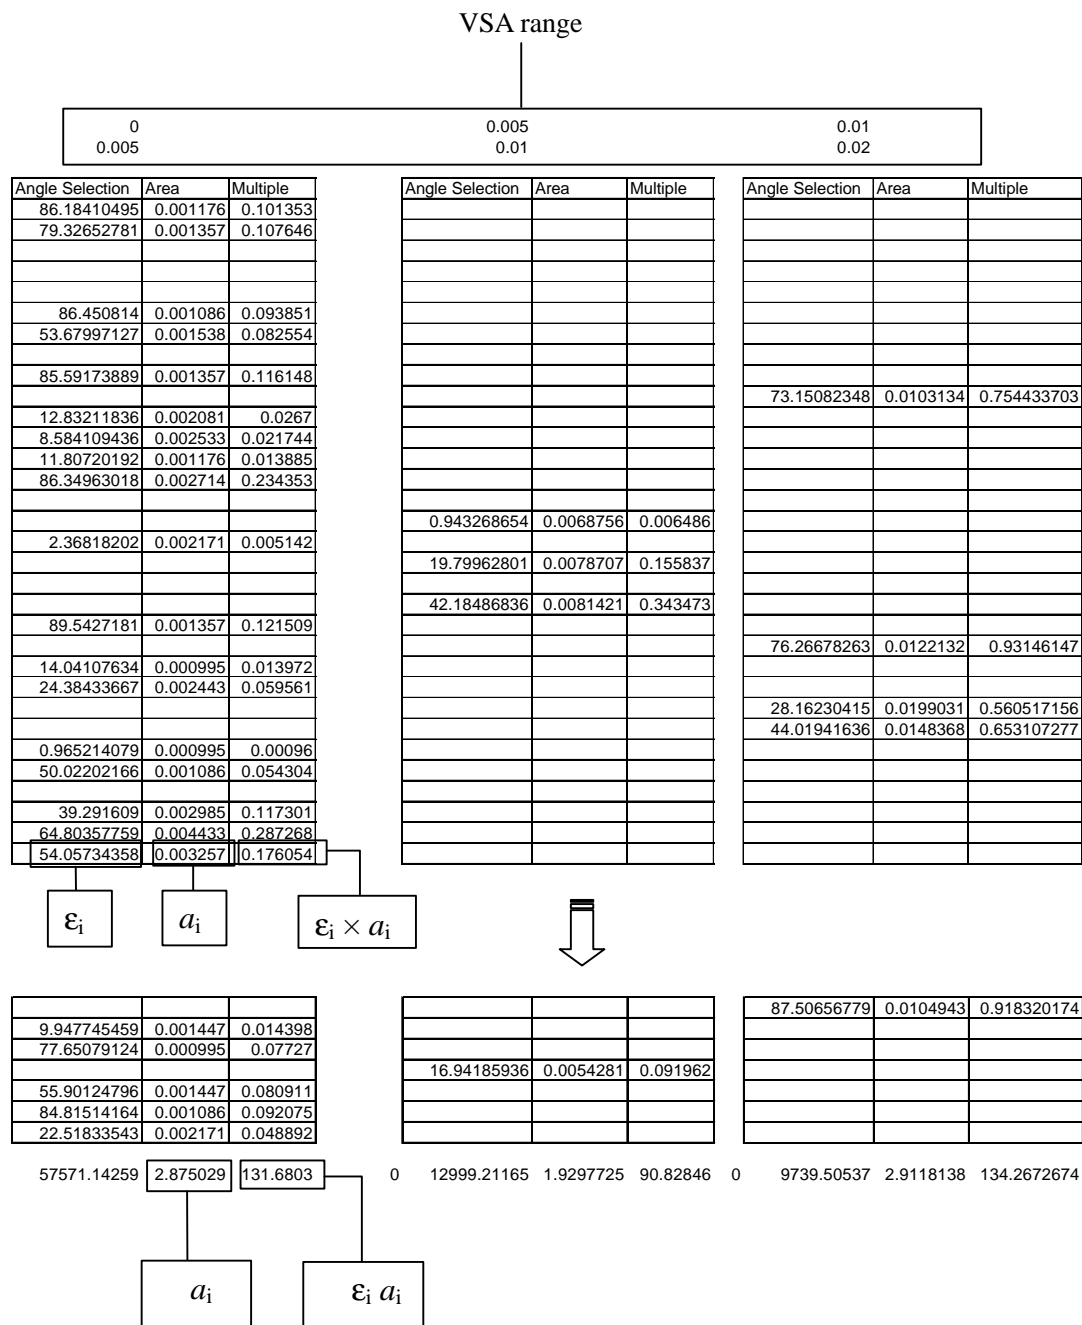 VSA range
0 0.005 0.01
0.005 0.01 0.02
Angle Selection Area Multiple Angle Selection Area Multiple Angle Selection Area Multiple
86.18410495 0.001176 0.101353
79.32652781 0.001357 0.107646
86.450814 0.001086 0.093851
53.67997127 0.001538 0.082554
85.59173889 0.001357 0.116148
73.15082348 0.0103134 0.754433703
12.83211836 0.002081 0.0267
8.584109436 0.002533 0.021744
11.80720192 0.001176 0.013885
86.34963018 0.002714 0.234353
0.943268654 0.0068756 0.006486
2.36818202 0.002171 0.005142
19.79962801 0.0078707 0.155837
42.18486836 0.0081421 0.343473
89.5427181 0.001357 0.121509
76.26678263 0.0122132 0.93146147
14.04107634 0.000995 0.013972
24.38433667 0.002443 0.059561
28.16230415 0.0199031 0.560517156
44.01941636 0.0148368 0.653107277
0.965214079 0.000995 0.00096
50.02202166 0.001086 0.054304
39.291609 0.002985 0.117301
64.80357759 0.004433 0.287268
54.05734358 0.003257 0.176054
εi ai εi × ai
87.50656779 0.0104943 0.918320174
9.947745459 0.001447 0.014398
77.65079124 0.000995 0.07727
16.94185936 0.0054281 0.091962
55.90124796 0.001447 0.080911
84.81514164 0.001086 0.092075
22.51833543 0.002171 0.048892
57571.14259 2.875029 131.6803 0 12999.21165 1.9297725 90.82846 0 9739.50537 2.9118138 134.2672674
ai εi ai